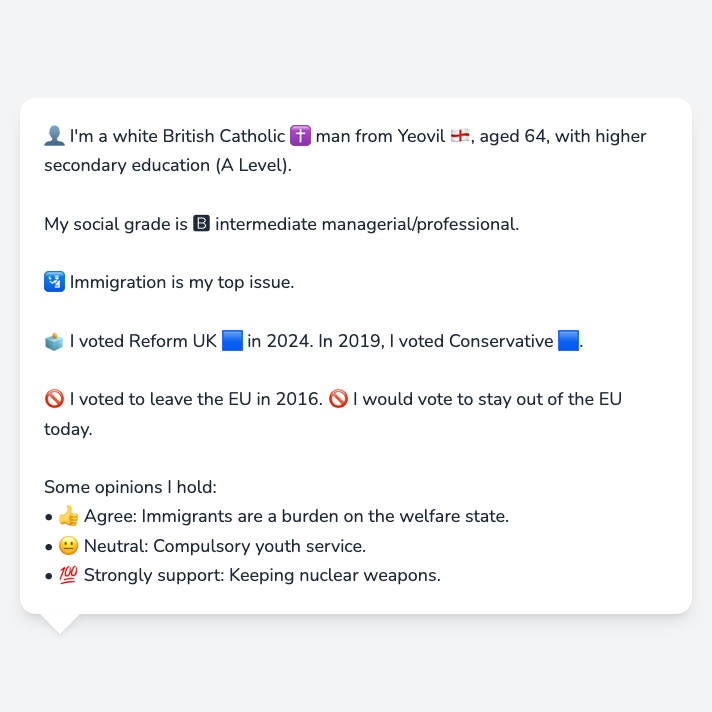 👤 I'm a white British Catholic ✝️ man from Yeovil 🏴󠁧󠁢󠁥󠁮󠁧󠁿, aged 64, with higher
secondary education (A Level).
My social grade is 🅱 intermediate managerial/professional.
🛂 Immigration is my top issue.
🗳️ I voted Reform UK 🟦 in 2024. In 2019, I voted Conservative 🟦.
🚫 I voted to leave the EU in 2016. 🚫 I would vote to stay out of the EU
today.
Some opinions I hold:
• 👍 Agree: Immigrants are a burden on the welfare state.
• 😐 Neutral: Compulsory youth service.
• 💯 Strongly support: Keeping nuclear weapons.